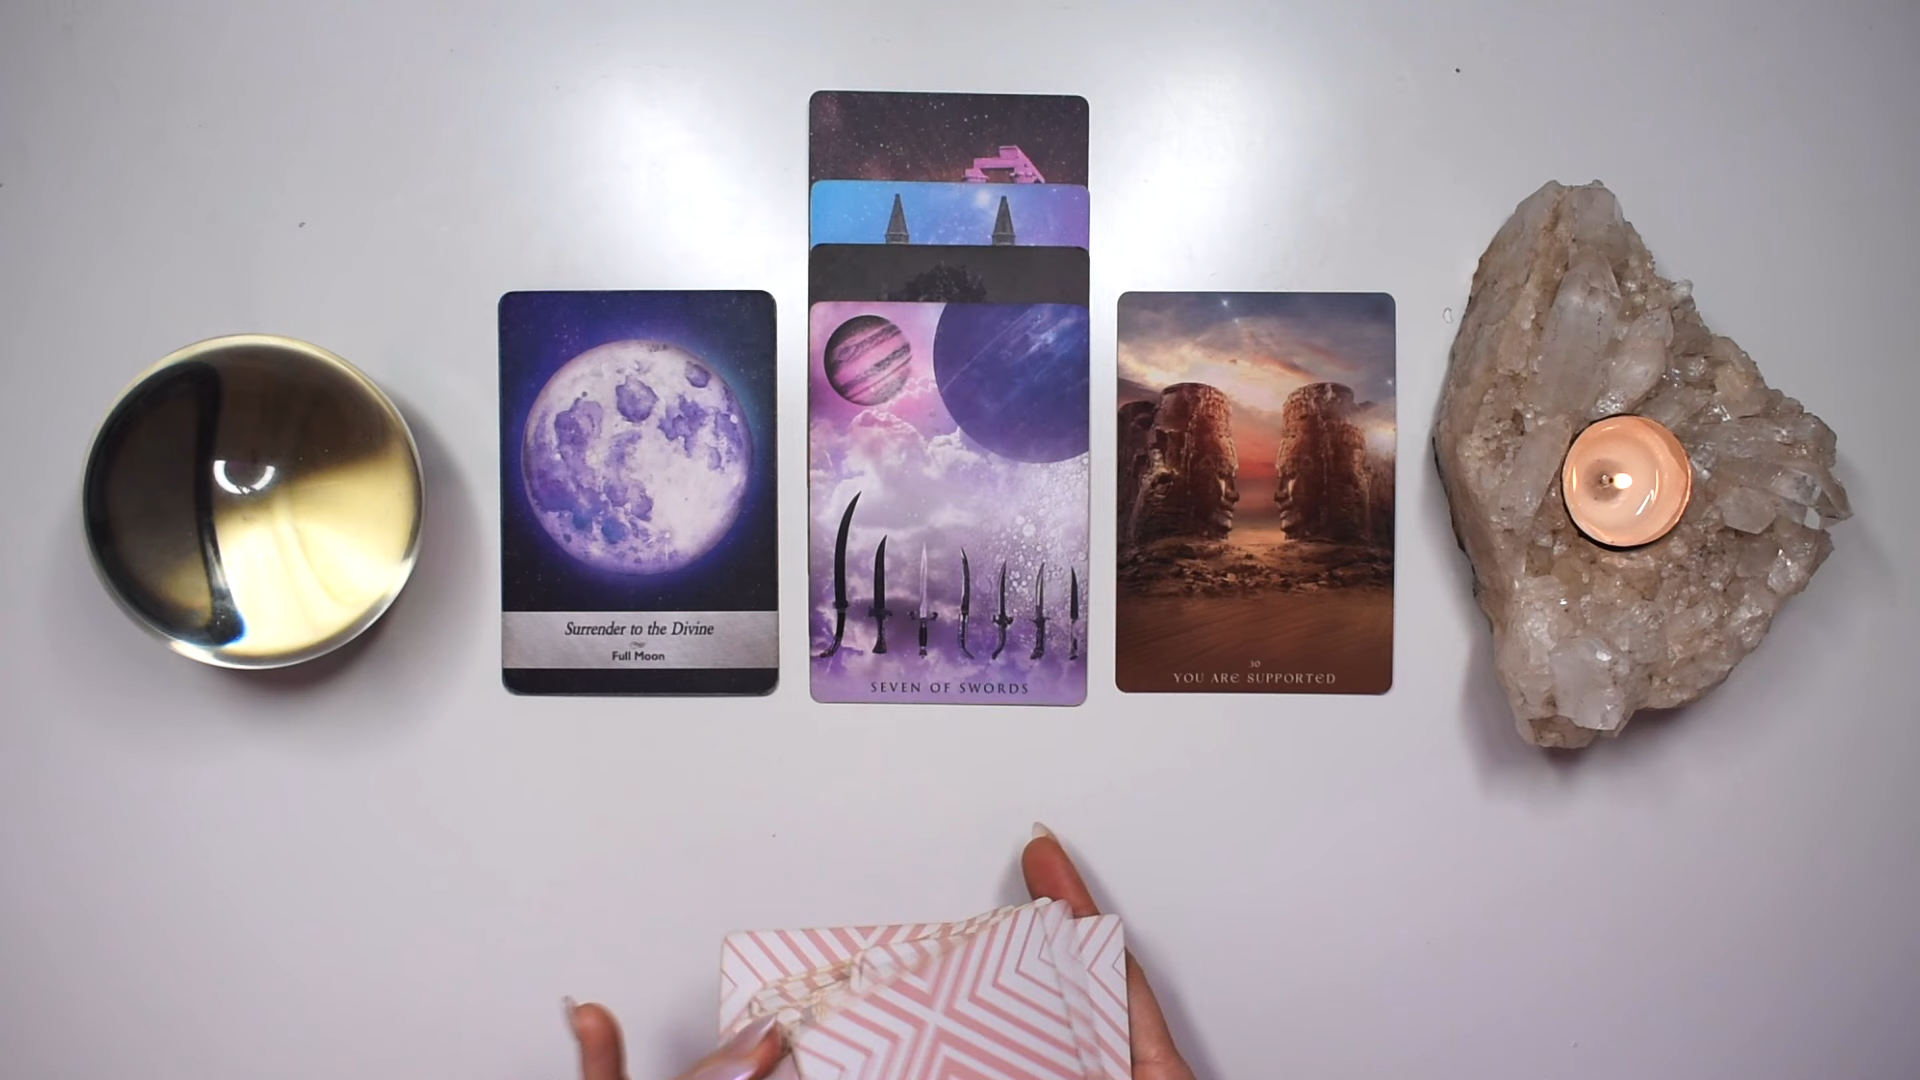 Surrender to the Divine
Full Moon
SEVEN OF SWORDS
30
YOU ARE SUPPORTED